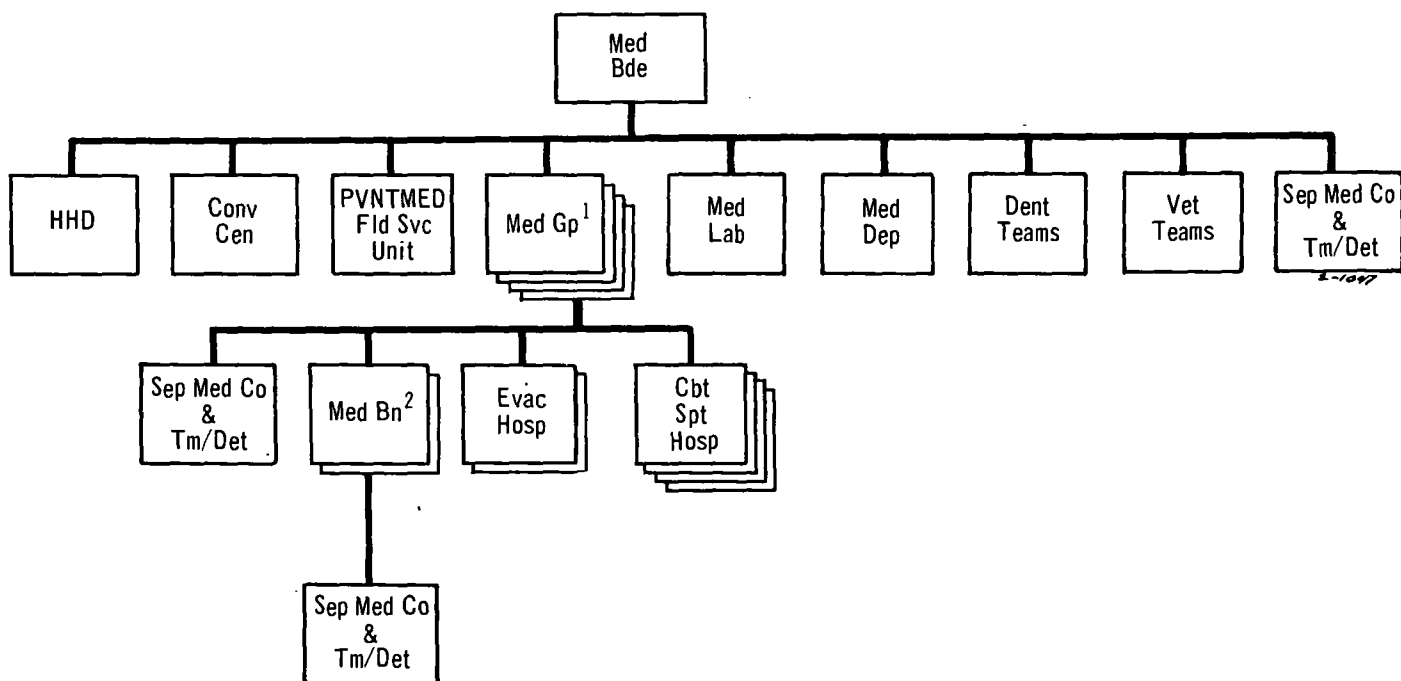 Med
Bde
HHD
Conv
Cen
PVNTMED
Fld Svc
Unit
Med Gp¹
Med
Lab
Med
Dep
Dent
Teams
Vet
Teams
Sep Med Co
&
Tm/Det
2-1047
Sep Med Co
&
Tm/Det
Med Bn²
Evac
Hosp
Cbt
Spt
Hosp
Sep Med Co
&
Tm/Det